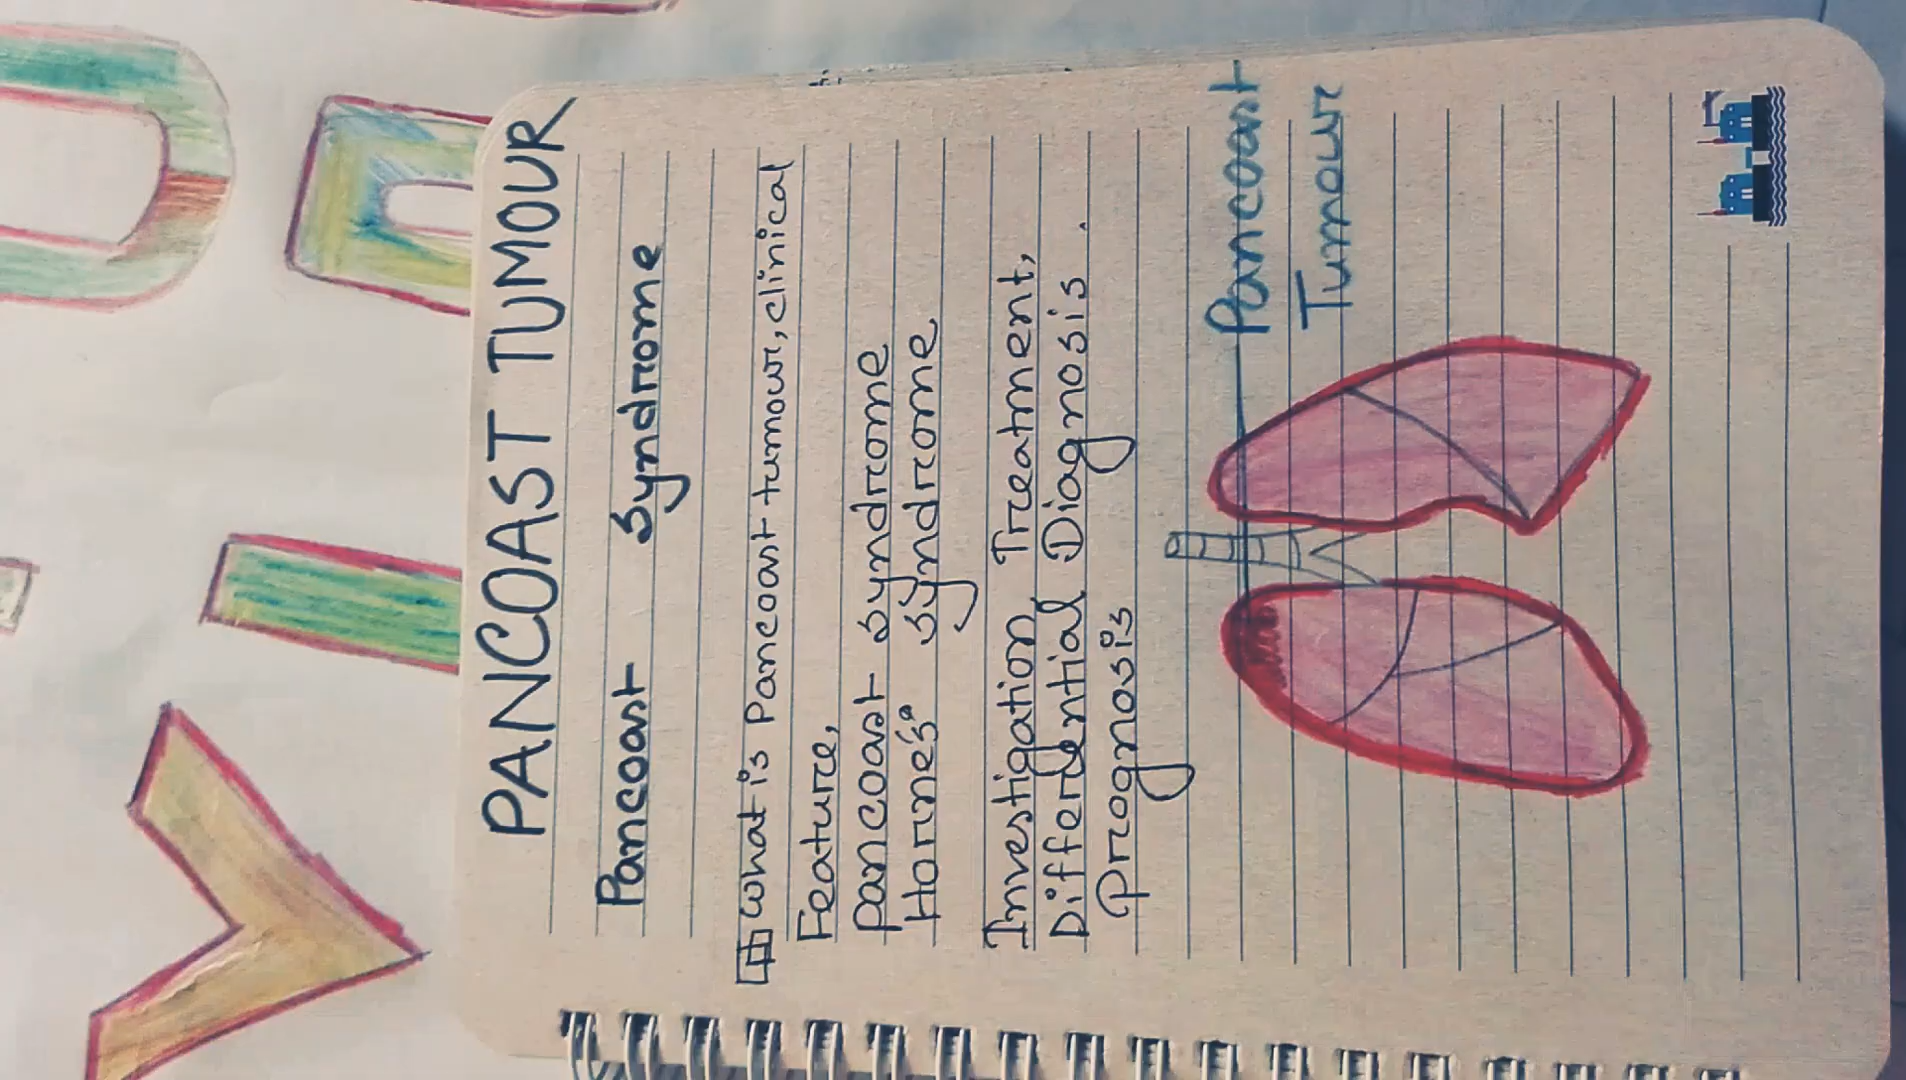 PANCOAST TUMOUR
Pancoast Syndrome
What is Pancoast tumour, clinical
Feature,
pancoast syndrome
Horner's syndrome
Investigation, Treatment,
Differential Diagnosis.
Prognosis
Pancoast
Tumour